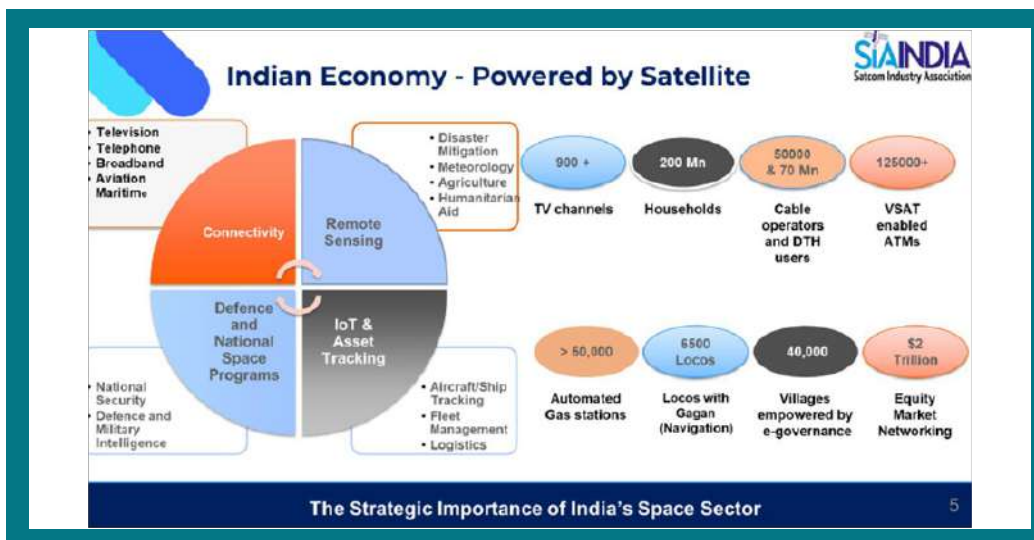 SiAINDIA
Satcom Industry Association
Indian Economy - Powered by Satellite
• Television
• Telephone
• Broadband
• Aviation
Maritime
• Disaster
Mitigation
• Meteorology
- Agriculture
• Humanitarian
Aid
Connectivity
Remote
Sensing
Defence
and
National
Space
Programs
IoT &
Asset
Tracking
• National
Security
• Defence and
Military
Intelligence
• Aircraft/Ship
Tracking
• Fleet
Management
• Logistics
900 +
TV channels
200 Mn
Households
50000
& 70 Mn
Cable
operators
and DTH
users
125000+
VSAT
enabled
ATMs
> 50,000
Automated
Gas stations
6500
Locos
Locos with
Gagan
(Navigation)
40,000
Villages
empowered by
e-governance
$2
Trillion
Equity
Market
Networking
The Strategic Importance of India's Space Sector
5